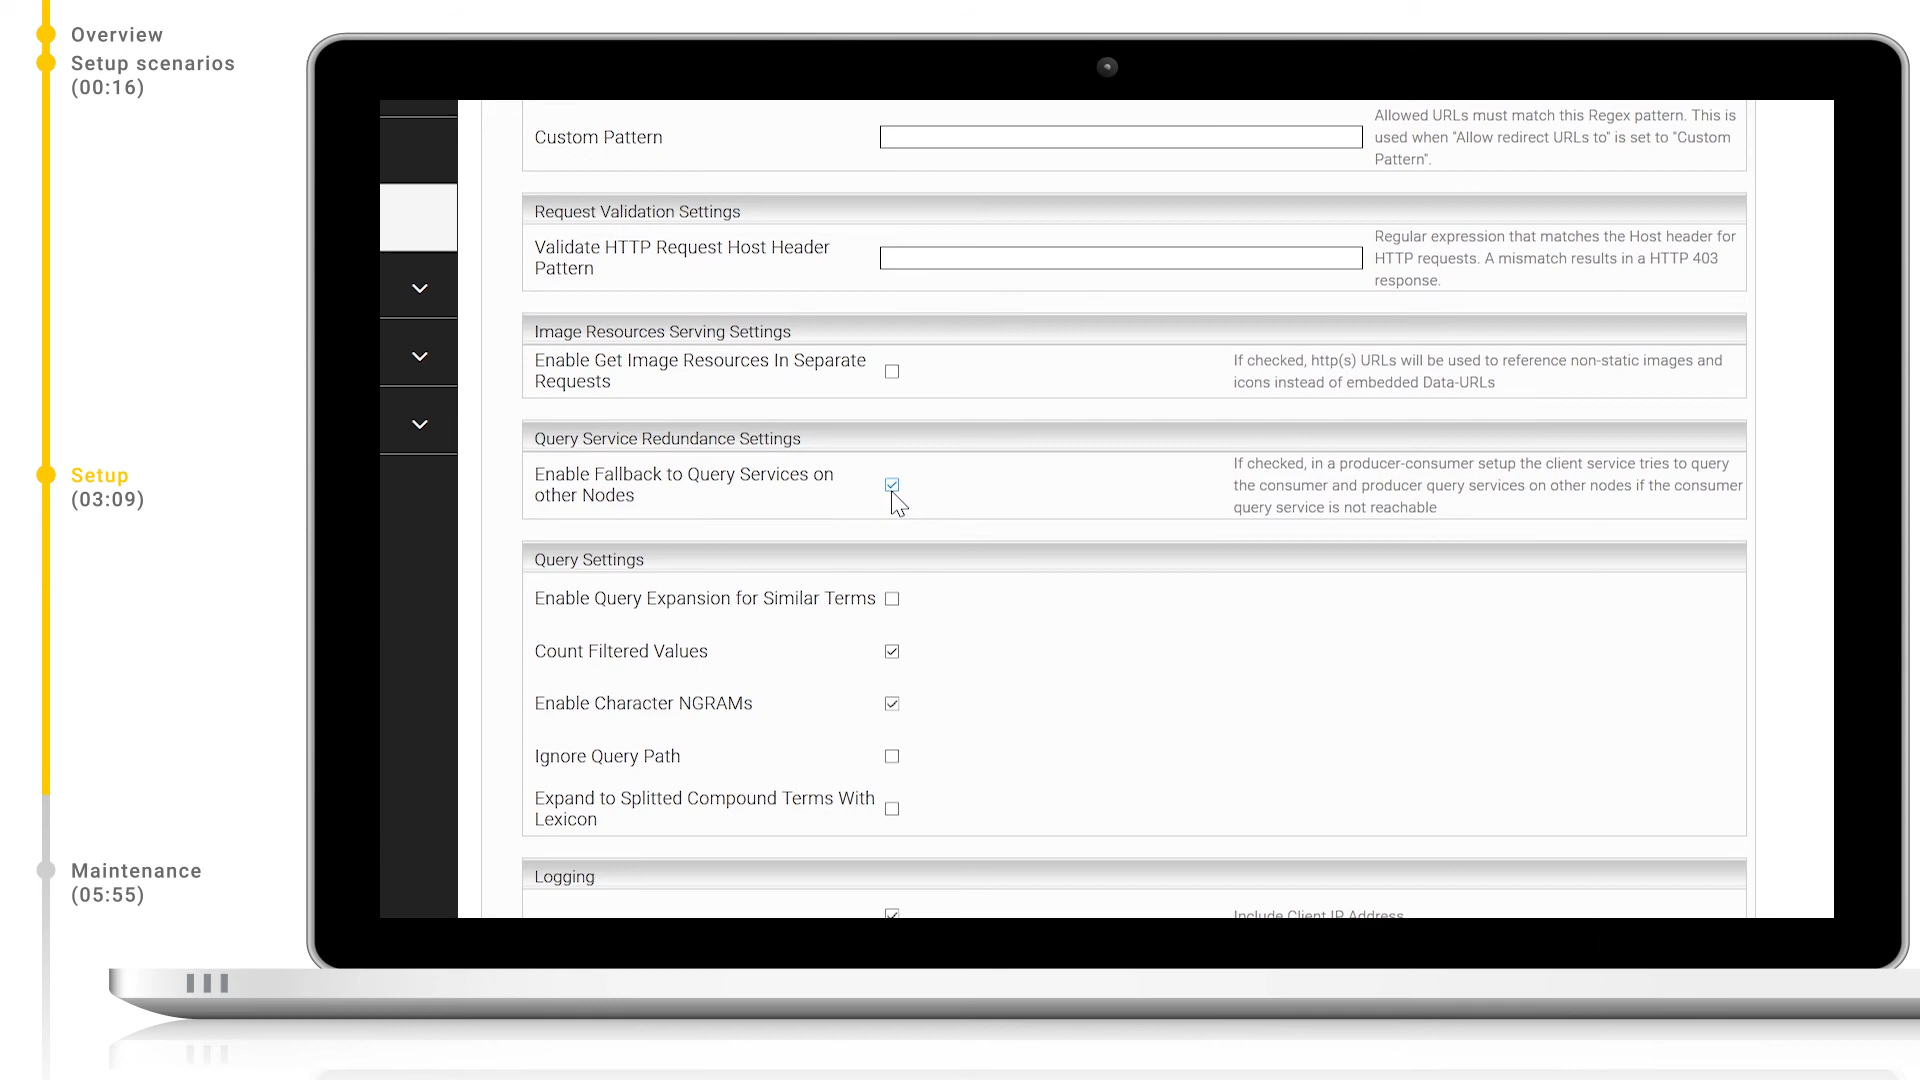 Overview
Setup scenarios
(00:16)
Setup
(03:09)
Maintenance
(05:55)
Custom Pattern
Allowed URLs must match this Regex pattern. This is
used when "Allow redirect URLs to" is set to "Custom
Pattern".
Request Validation Settings
Validate HTTP Request Host Header
Pattern
Regular expression that matches the Host header for
HTTP requests. A mismatch results in a HTTP 403
response.
Image Resources Serving Settings
Enable Get Image Resources In Separate
Requests
If checked, http(s) URLs will be used to reference non-static images and
icons instead of embedded Data-URLs
Query Service Redundance Settings
Enable Fallback to Query Services on
other Nodes
If checked, in a producer-consumer setup the client service tries to query
the consumer and producer query services on other nodes if the consumer
query service is not reachable
Query Settings
Enable Query Expansion for Similar Terms
Count Filtered Values
Enable Character NGRAMs
Ignore Query Path
Expand to Splitted Compound Terms With
Lexicon
Logging
Include Client IP Address